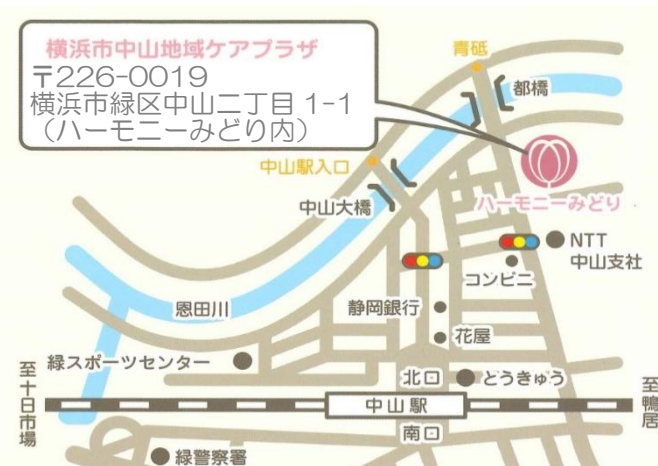 横浜市中山地域ケアプラザ
〒226-0019
横浜市緑区中山二丁目 1-1
（ハーモニーみどり内）
青砥
都橋
中山駅入口
中山大橋
ハーモニーみどり
NTT
中山支社
コンビニ
恩田川
静岡銀行
花屋
緑スポーツセンター
北口
とうきゅう
至十日市場
中山駅
至鴨居
南口
緑警察署